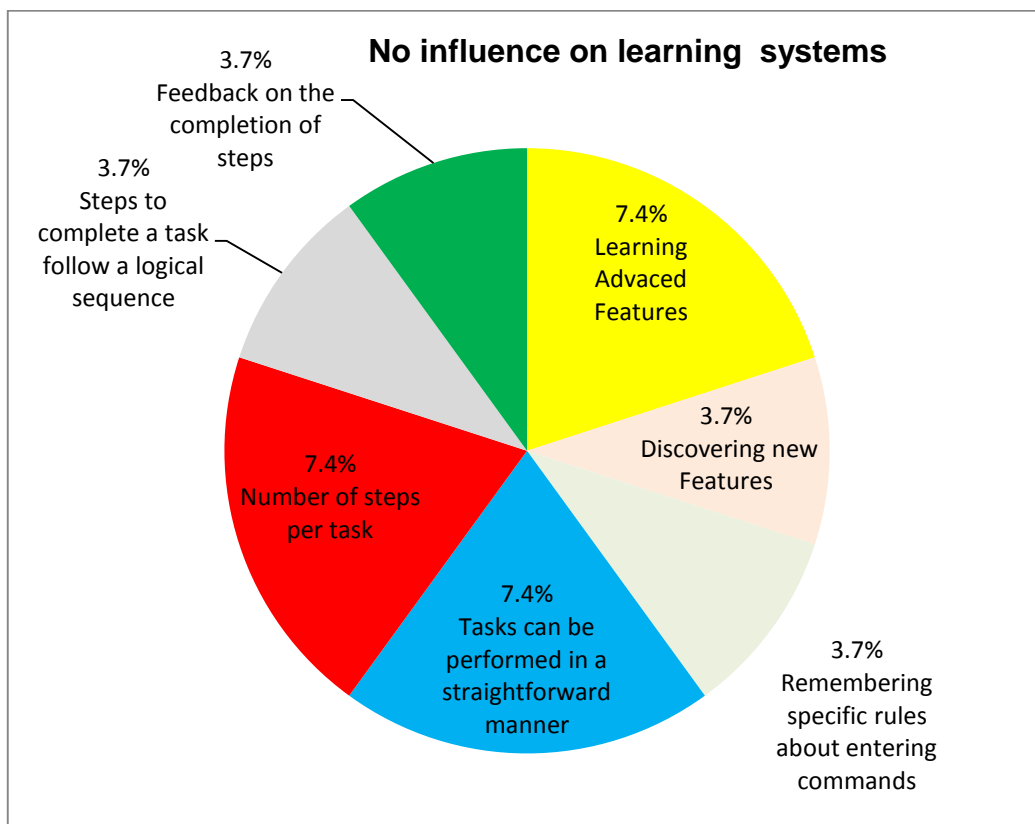 No influence on learning  systems
3.7%
Feedback on the
completion of
steps
3.7%
Steps to
complete a task
follow a logical
sequence
7.4%
Learning
Advaced
Features
3.7%
Discovering new
Features
7.4%
Number of steps
per task
7.4%
Tasks can be
performed in a
straightforward
manner
3.7%
Remembering
specific rules
about entering
commands